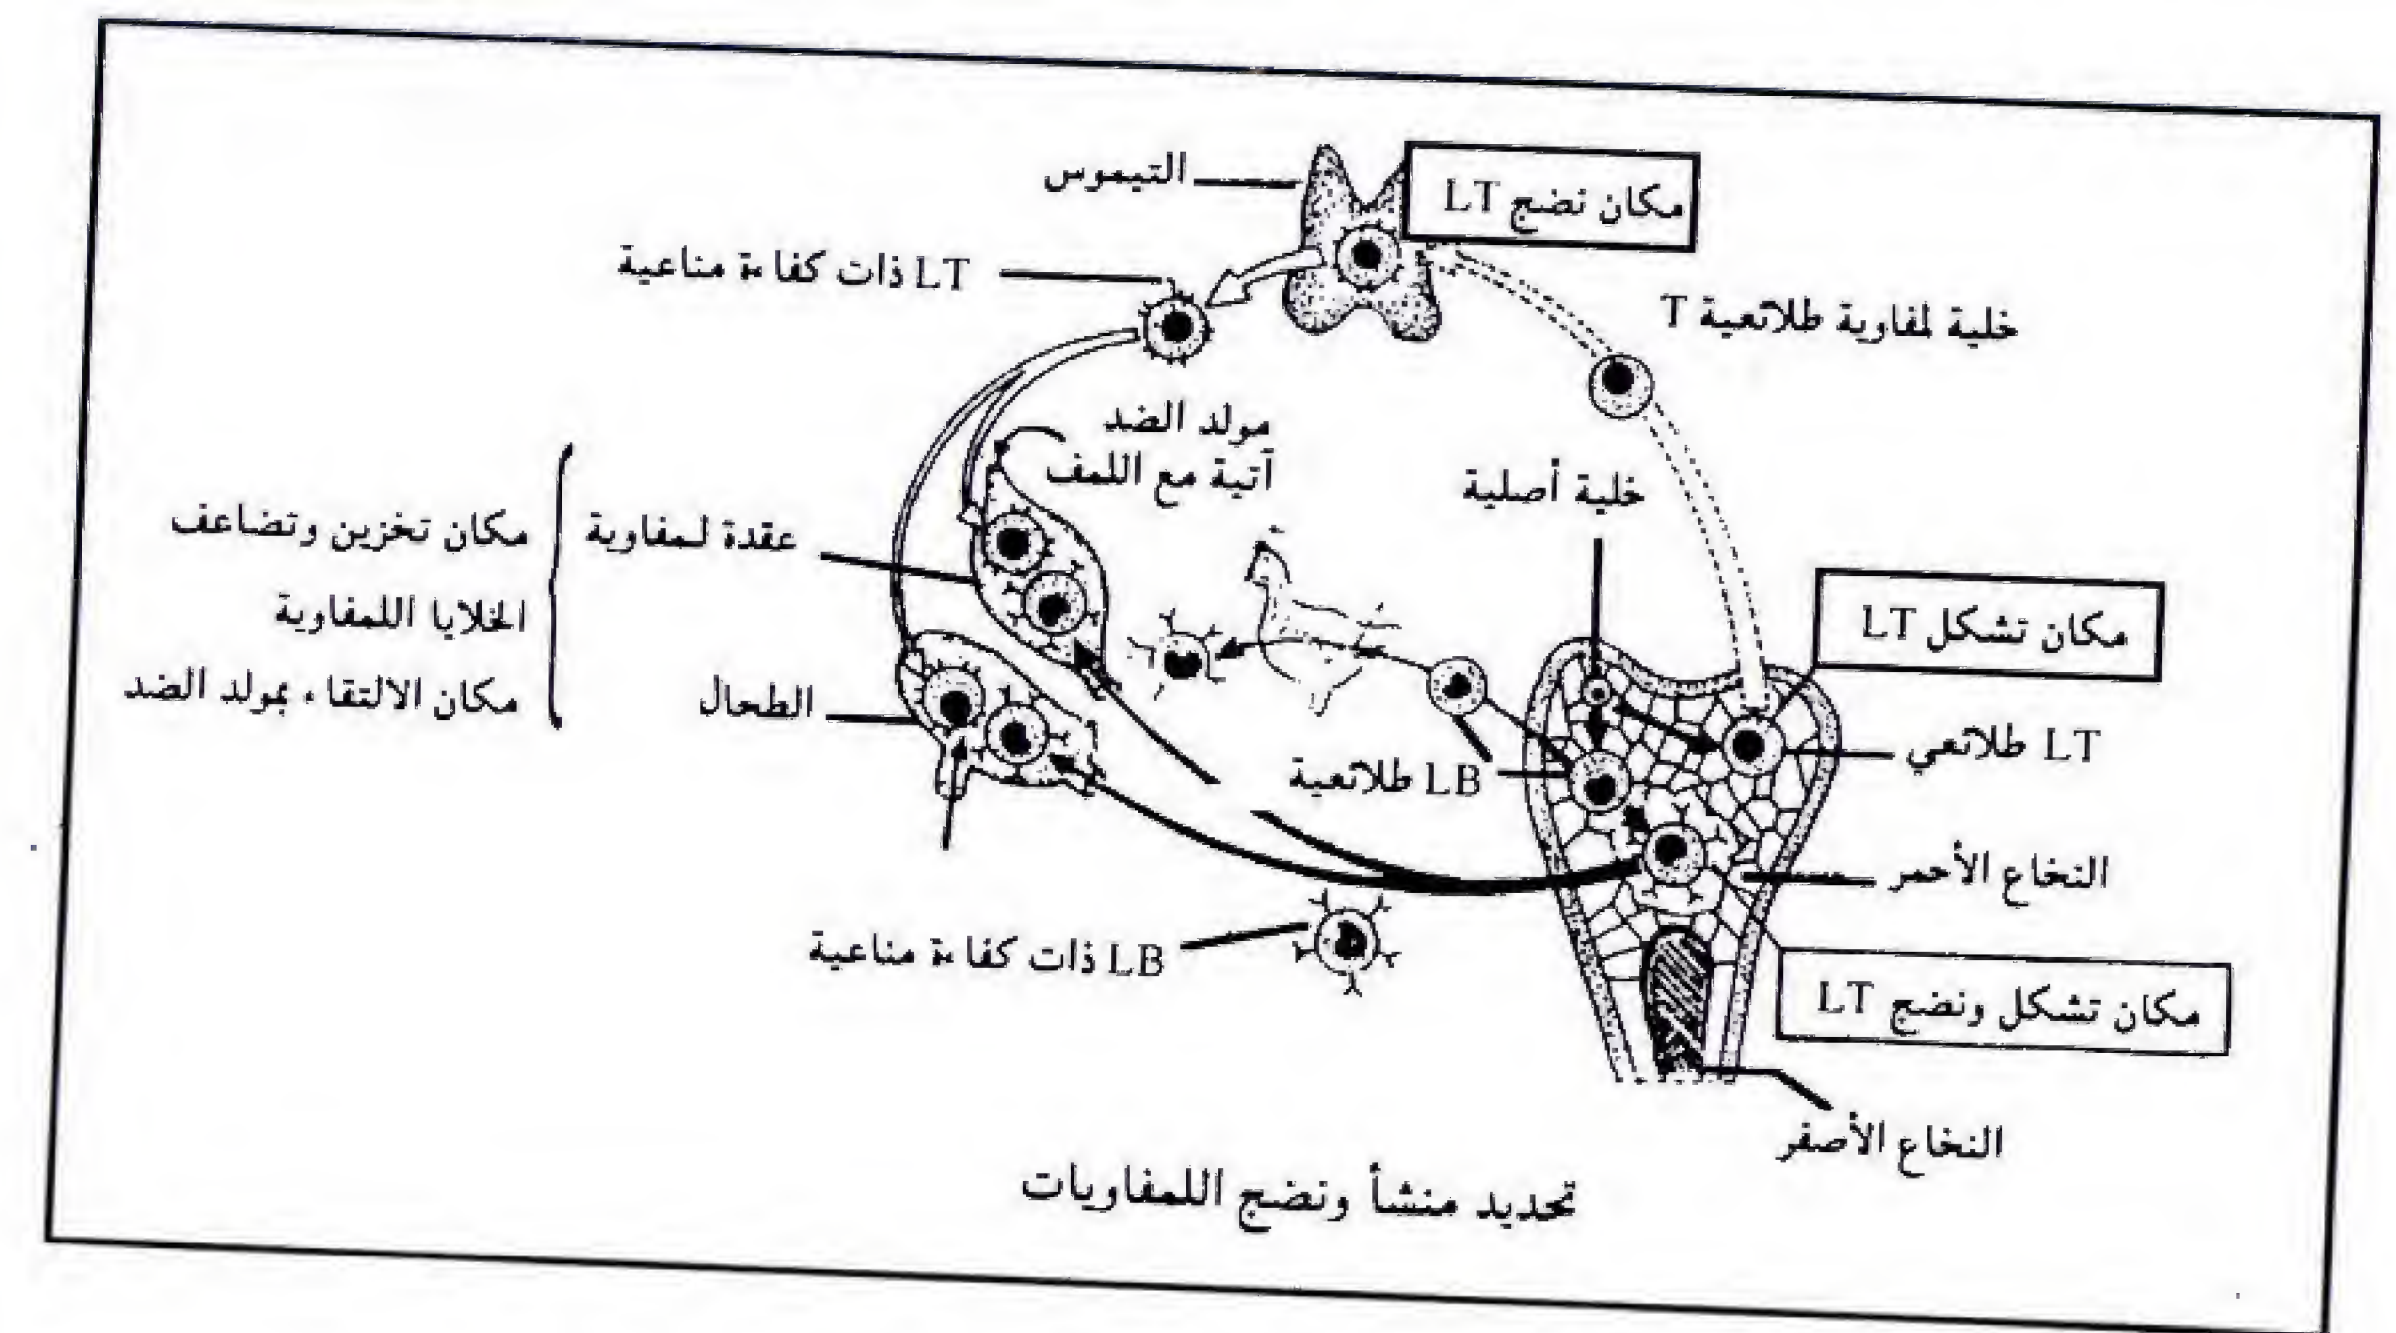 التيموس
مكان نضج LT
LT ذات كفاءة مناعية
خلية لمفاوية طلائعية T
مولد الضد
آتية مع اللمف
خلية أصلية
عقدة لمفاوية
مكان تخزين وتضاعف
الخلايا اللمفاوية
مكان الالتقاء بمولد الضد
مكان تشكل LT
الطحال
LB طلائعية
LT طلائعي
النخاع الأحمر
LB ذات كفاءة مناعية
مكان تشكل ونضج LT
النخاع الأصفر
تحديد منشأ ونضج اللمفاويات